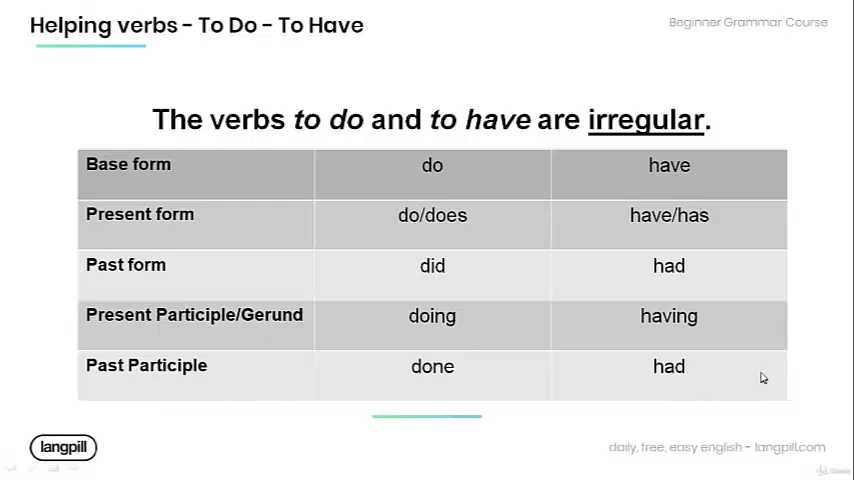 Helping verbs - To Do - To Have
Beginner Grammar Course
The verbs to do and to have are irregular.
Base form do have
Present form do/does have/has
Past form did had
Present Participle/Gerund doing having
Past Participle done had
langpill
daily, free, easy english - langpill.com